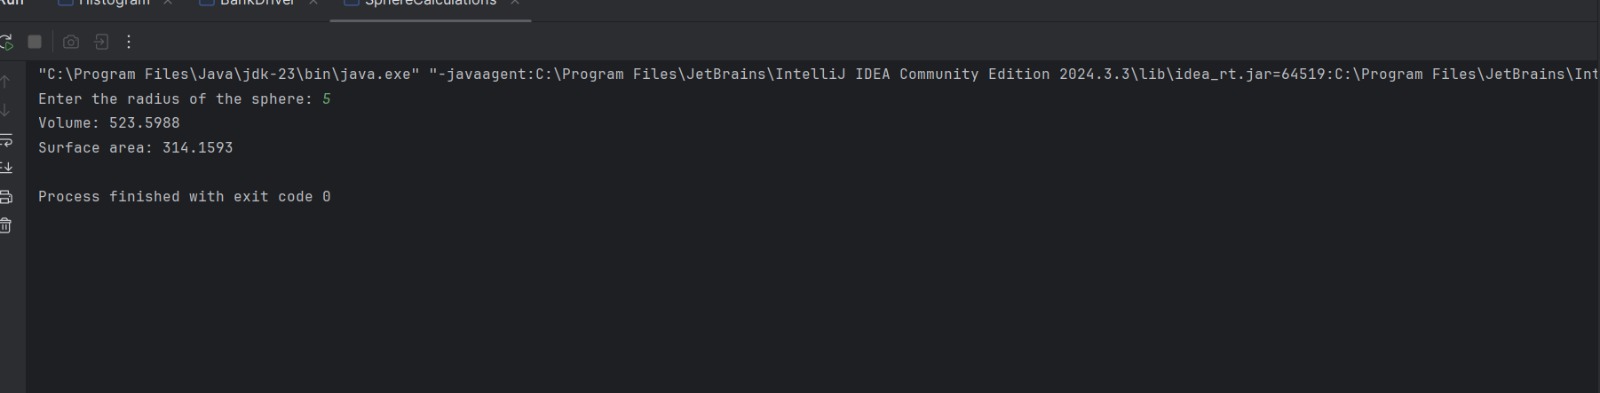 Run Histogram × BankDriver × SphereCalculations ×
"C:\Program Files\Java\jdk-23\bin\java.exe" "-javaagent:C:\Program Files\JetBrains\IntelliJ IDEA Community Edition 2024.3.3\lib\idea_rt.jar=64519:C:\Program Files\JetBrains\Int
Enter the radius of the sphere: 5
Volume: 523.5988
Surface area: 314.1593
Process finished with exit code 0